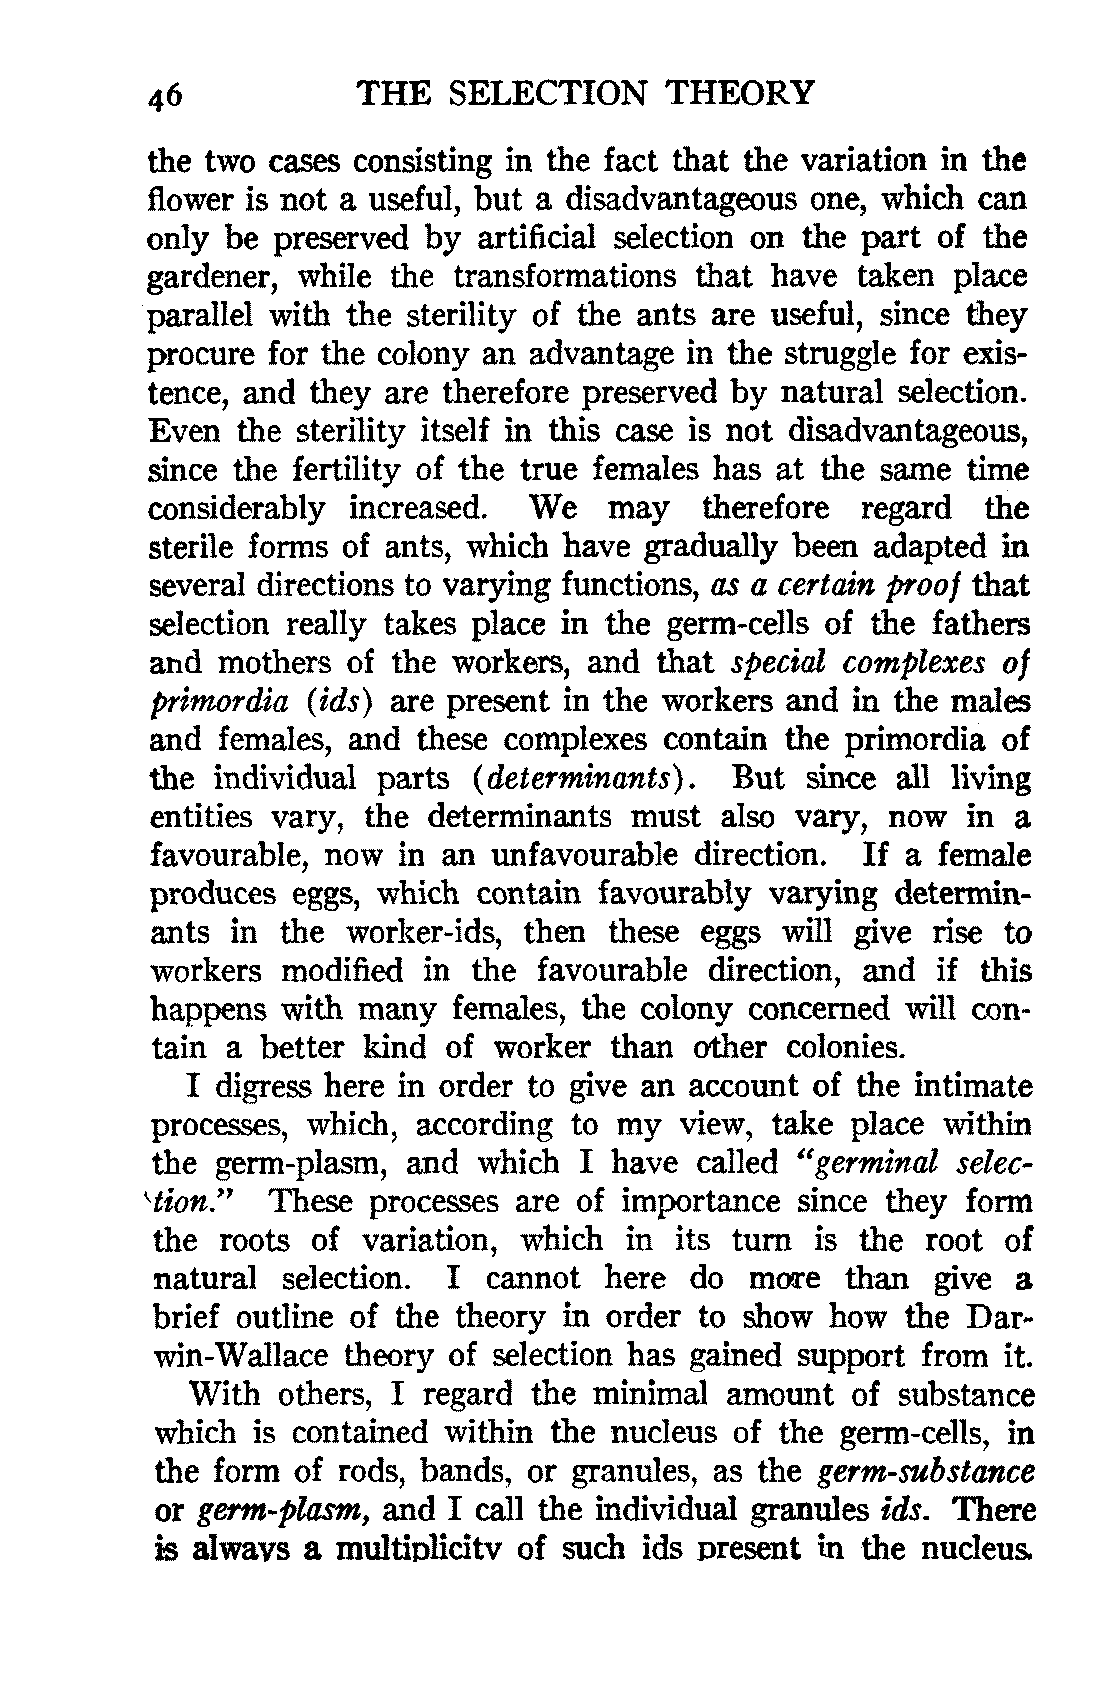 46 THE SELECTION THEORY
the two cases consisting in the fact that the variation in the
flower is not a useful, but a disadvantageous one, which can
only be preserved by artificial selection on the part of the
gardener, while the transformations that have taken place
parallel with the sterility of the ants are useful, since they
procure for the colony an advantage in the struggle for exis-
tence, and they are therefore preserved by natural selection.
Even the sterility itself in this case is not disadvantageous,
since the fertility of the true females has at the same time
considerably increased. We may therefore regard the
sterile forms of ants, which have gradually been adapted in
several directions to varying functions, as a certain proof that
selection really takes place in the germ-cells of the fathers
and mothers of the workers, and that special complexes of
primordia (ids) are present in the workers and in the males
and females, and these complexes contain the primordia of
the individual parts (determinants). But since all living
entities vary, the determinants must also vary, now in a
favourable, now in an unfavourable direction. If a female
produces eggs, which contain favourably varying determin-
ants in the worker-ids, then these eggs will give rise to
workers modified in the favourable direction, and if this
happens with many females, the colony concerned will con-
tain a better kind of worker than other colonies.
I digress here in order to give an account of the intimate
processes, which, according to my view, take place within
the germ-plasm, and which I have called “germinal selec-
tion.” These processes are of importance since they form
the roots of variation, which in its turn is the root of
natural selection. I cannot here do more than give a
brief outline of the theory in order to show how the Dar-
win-Wallace theory of selection has gained support from it.
With others, I regard the minimal amount of substance
which is contained within the nucleus of the germ-cells, in
the form of rods, bands, or granules, as the germ-substance
or germ-plasm, and I call the individual granules ids. There
is always a multiplicity of such ids present in the nucleus.